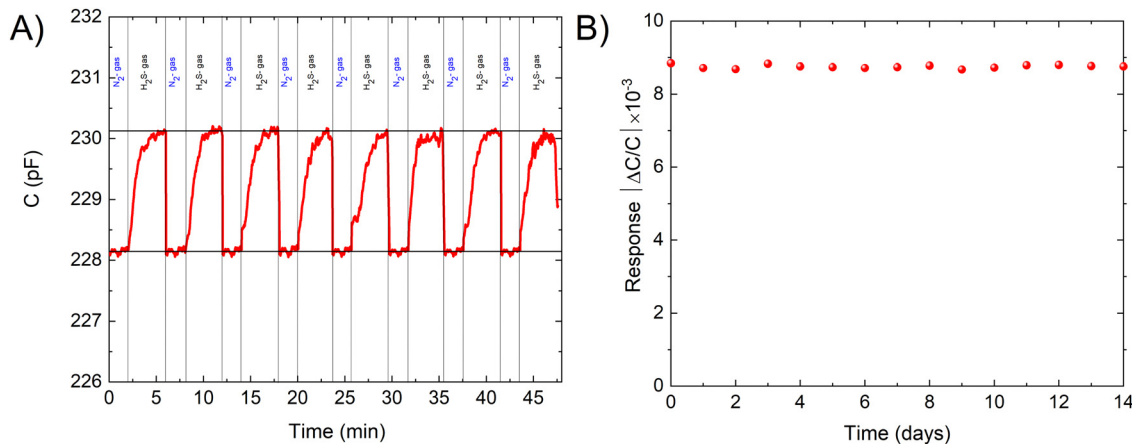 A)
232
231
230
229
228
227
226
C (pF)
N2- gas
H2S- gas
N2- gas
H2S- gas
N2- gas
H2S- gas
N2- gas
H2S- gas
N2- gas
H2S- gas
N2- gas
H2S- gas
N2- gas
H2S- gas
N2- gas
H2S- gas
0 5 10 15 20 25 30 35 40 45
Time (min)
B)
10
8
6
4
2
0
Response |ΔC/C| ×10-3
0 2 4 6 8 10 12 14
Time (days)